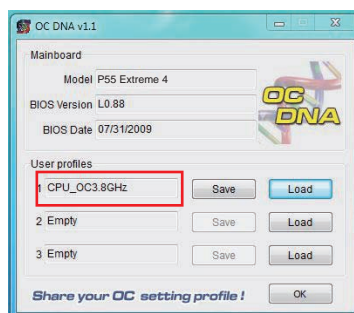 OC DNA v1.1
Mainboard
Model P55 Extreme 4
BIOS Version L0.88
BIOS Date 07/31/2009
OC
DNA
User profiles
1 CPU_OC3.8GHz Save Load
2 Empty Save Load
3 Empty Save Load
Share your OC setting profile! OK